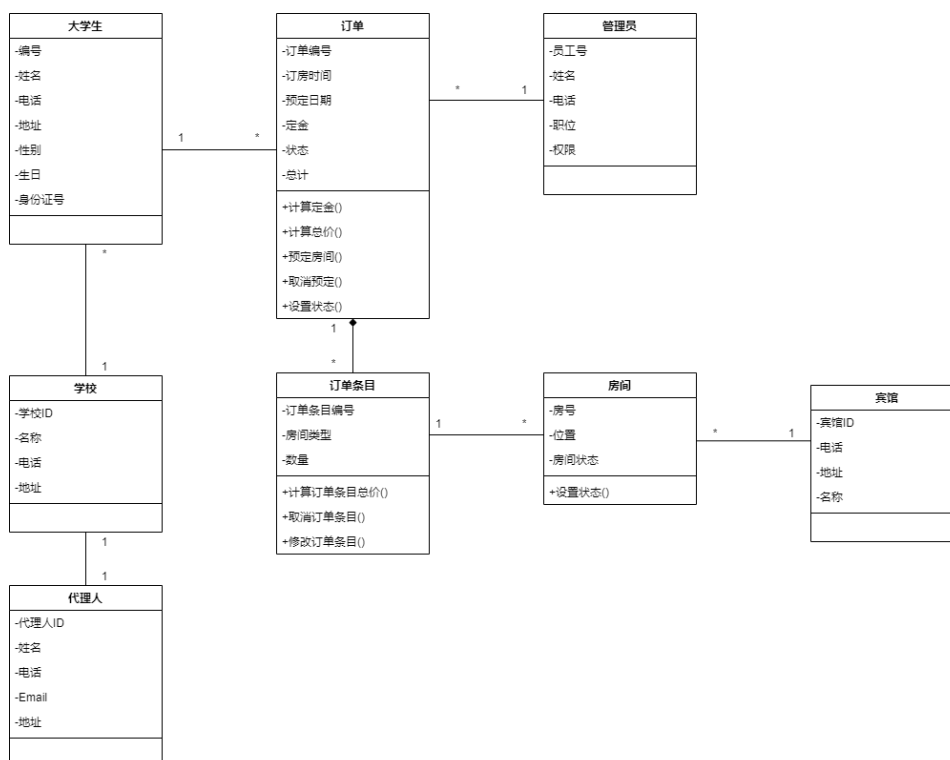 大学生
-编号
-姓名
-电话
-地址
-性别
-生日
-身份证号
订单
-订单编号
-订房时间
-预定日期
-定金
-状态
-总计
+计算定金()
+计算总价()
+预定房间()
+取消预定()
+设置状态()
管理员
-员工号
-姓名
-电话
-职位
-权限
1
*
*
1
*
1
1
*
学校
-学校ID
-名称
-电话
-地址
订单条目
-订单条目编号
-房间类型
-数量
+计算订单条目总价()
+取消订单条目()
+修改订单条目()
1
*
房间
-房号
-位置
-房间状态
+设置状态()
*
1
宾馆
-宾馆ID
-电话
-地址
-名称
1
1
代理人
-代理人ID
-姓名
-电话
-Email
-地址